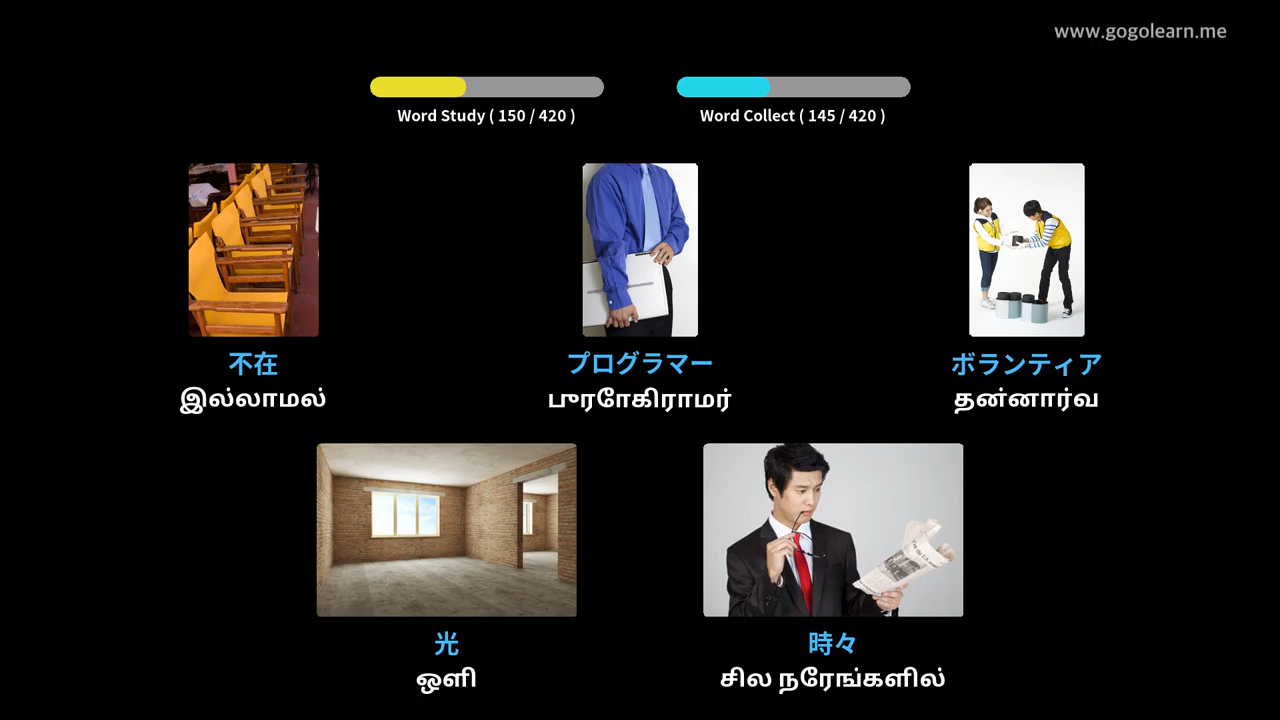 www.gogolearn.me
Word Study ( 150 / 420 )
Word Collect ( 145 / 420 )
不在
プログラマー
ボランティア
இல்லாமல்
புரோகிராமர்
தன்னார்வ
光
時々
ஒளி
சில நரேங்களில்